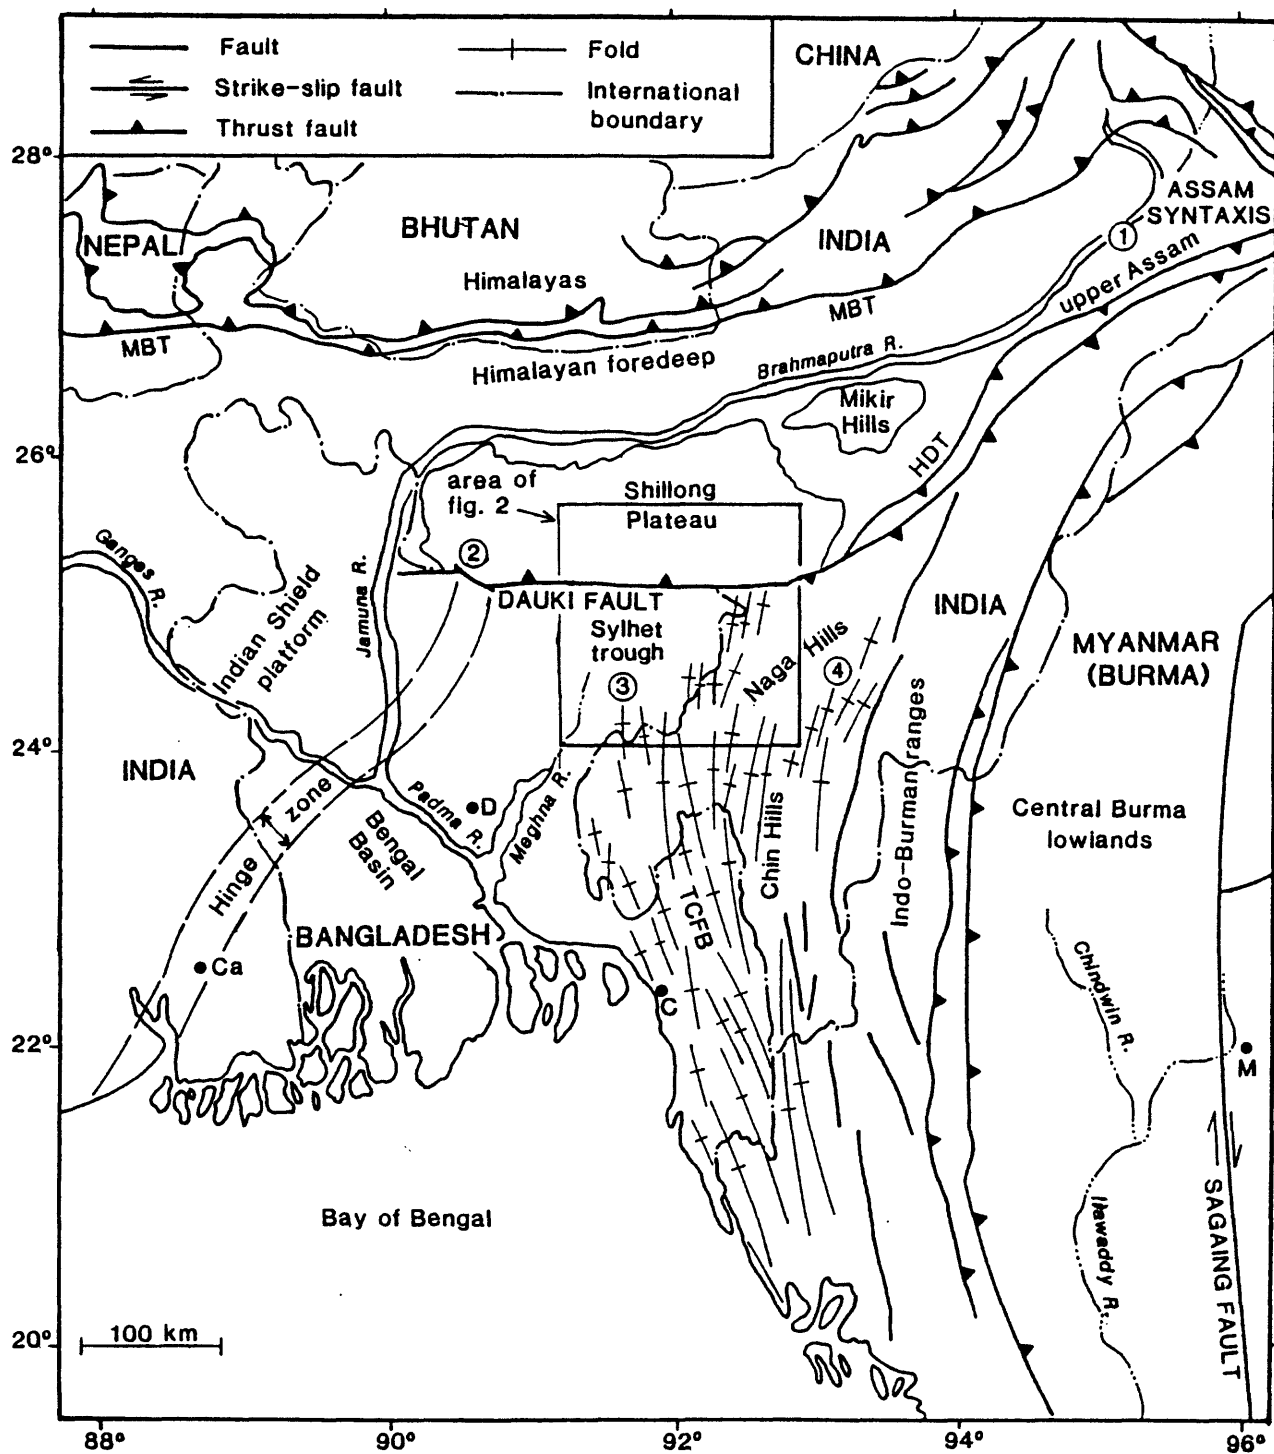 Fault
Fold
Strike-slip fault
International
boundary
Thrust fault
CHINA
28°
ASSAM
SYNTAXIS
NEPAL
BHUTAN
INDIA
1
Himalayas
upper Assam
MBT
MBT
Himalayan foredeep
Brahmaputra R.
Mikir
Hills
26°
HDT
area of
fig. 2
Shillong
Plateau
Ganges R.
2
Jamuna R.
DAUKI FAULT
INDIA
Indian Shield
platform
Sylhet
trough
Naga Hills
MYANMAR
(BURMA)
3
4
24°
INDIA
Indo-Burman ranges
Hinge zone
Padma R.
D
Meghna R.
Bengal
Basin
Chin Hills
Central Burma
lowlands
TCFB
BANGLADESH
Ca
C
Chindwin R.
22°
M
Bay of Bengal
Irrawaddy R.
SAGAING FAULT
20°
100 km
88°
90°
92°
94°
96°